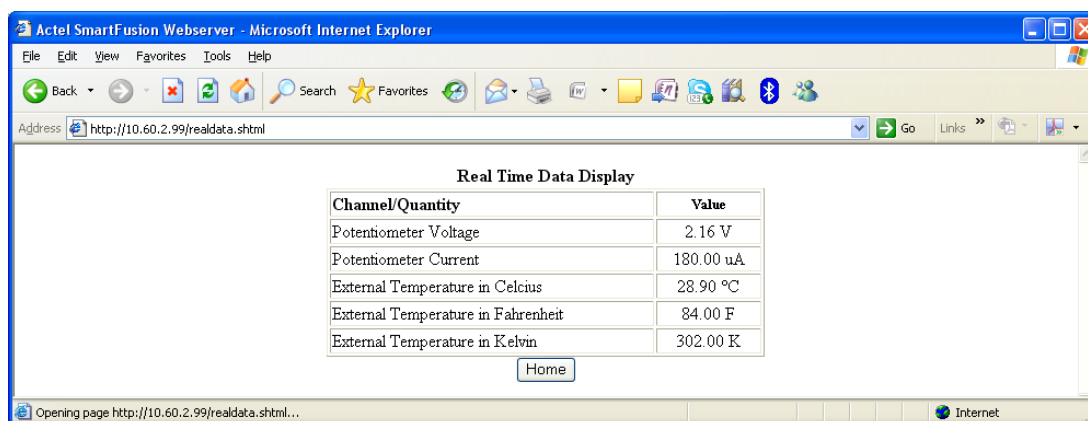 Actel SmartFusion Webserver - Microsoft Internet Explorer
File Edit View Favorites Tools Help
Back Search Favorites
Address http://10.60.2.99/realdata.shtml Go Links »
Real Time Data Display
Channel/Quantity Value
Potentiometer Voltage 2.16 V
Potentiometer Current 180.00 uA
External Temperature in Celcius 28.90 °C
External Temperature in Fahrenheit 84.00 F
External Temperature in Kelvin 302.00 K
Home
Opening page http://10.60.2.99/realdata.shtml... Internet